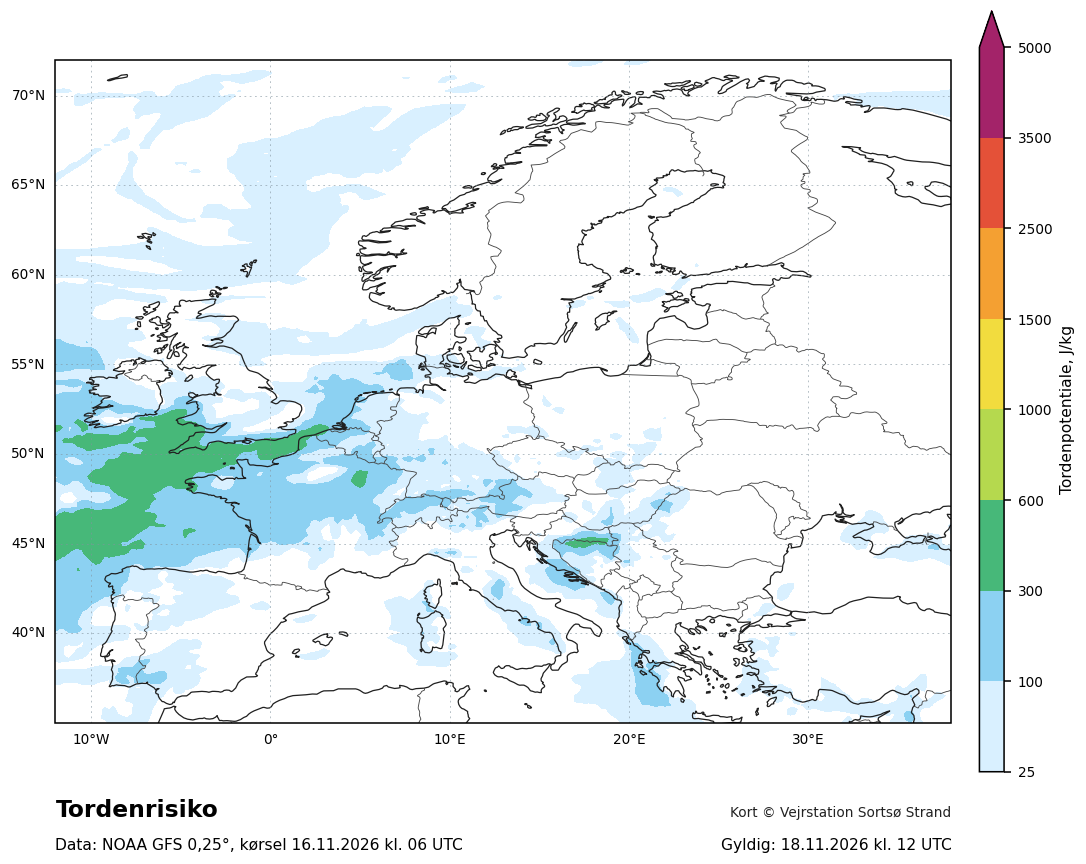 5000
3500
2500
1500
1000
600
300
100
25
Tordenpotentiale, J/kg
70°N
65°N
60°N
55°N
50°N
45°N
40°N
10°W
0°
10°E
20°E
30°E
Tordenrisiko
Kort © Vejrstation Sortsø Strand
Data: NOAA GFS 0,25°, kørsel 16.11.2026 kl. 06 UTC
Gyldig: 18.11.2026 kl. 12 UTC